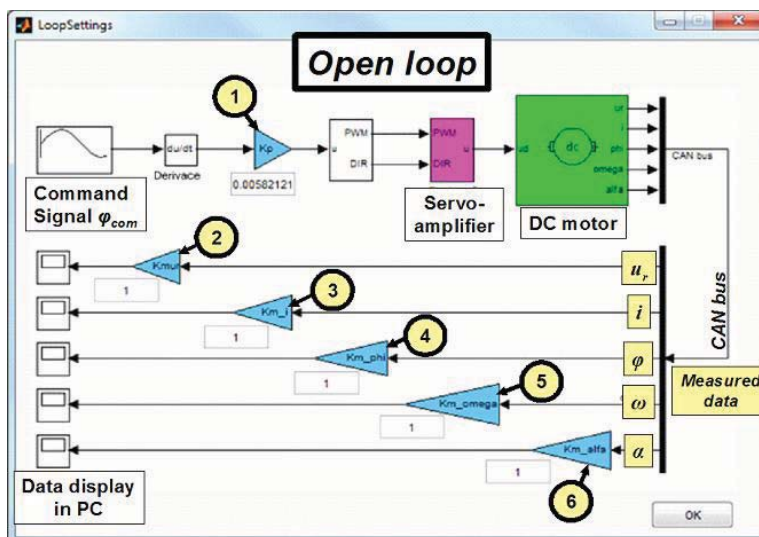 LoopSettings
Open loop
1
du/dt
Derivace
Kp
0.00582121
u
PWM
DIR
PWM
DIR
u
ud
dc
ur
i
phi
omega
alfa
CAN bus
Command
Signal φcom
Servo-
amplifier
DC motor
2
Kmur
1
ur
3
Km_i
1
i
4
Km_phi
1
φ
CAN bus
Measured
data
5
Km_omega
1
ω
Km_alfa
1
α
6
Data display
in PC
OK